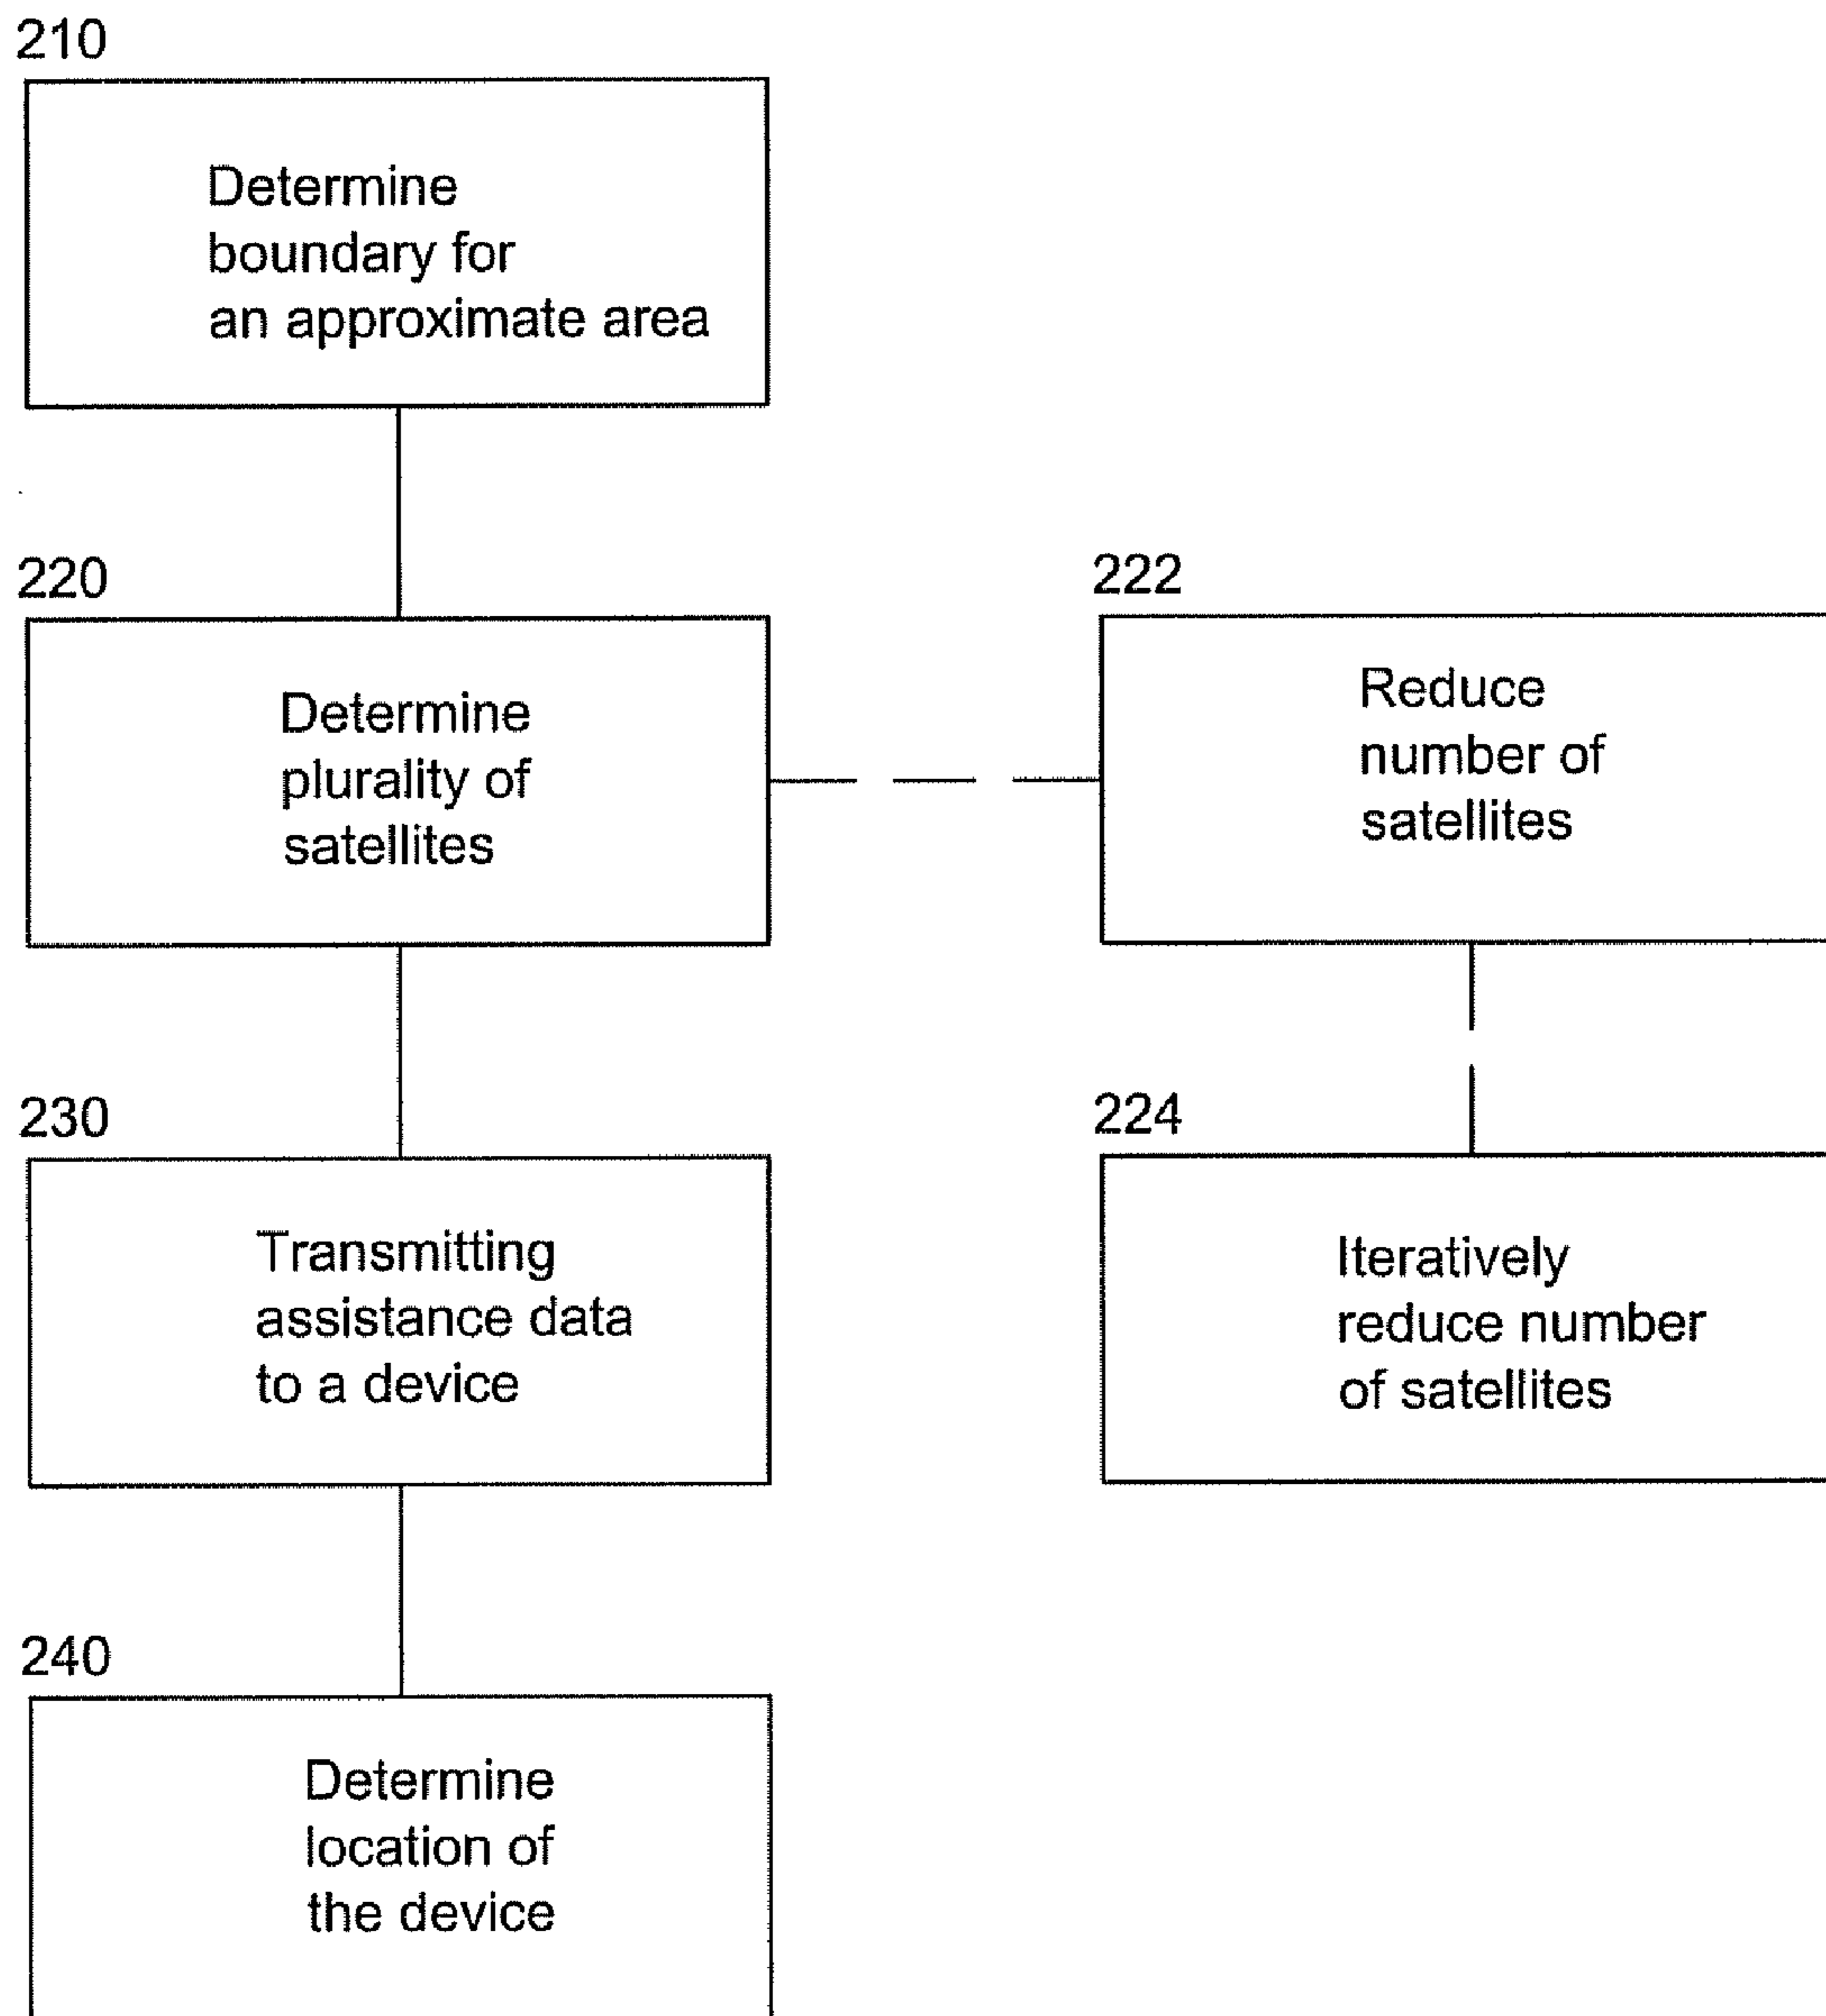 210
Determine
boundary for
an approximate area
220
Determine
plurality of
satellites
222
Reduce
number of
satellites
230
Transmitting
assistance data
to a device
224
Iteratively
reduce number
of satellites
240
Determine
location of
the device